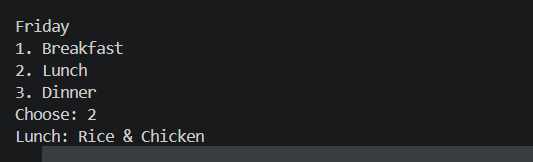 Friday
1. Breakfast
2. Lunch
3. Dinner
Choose: 2
Lunch: Rice & Chicken